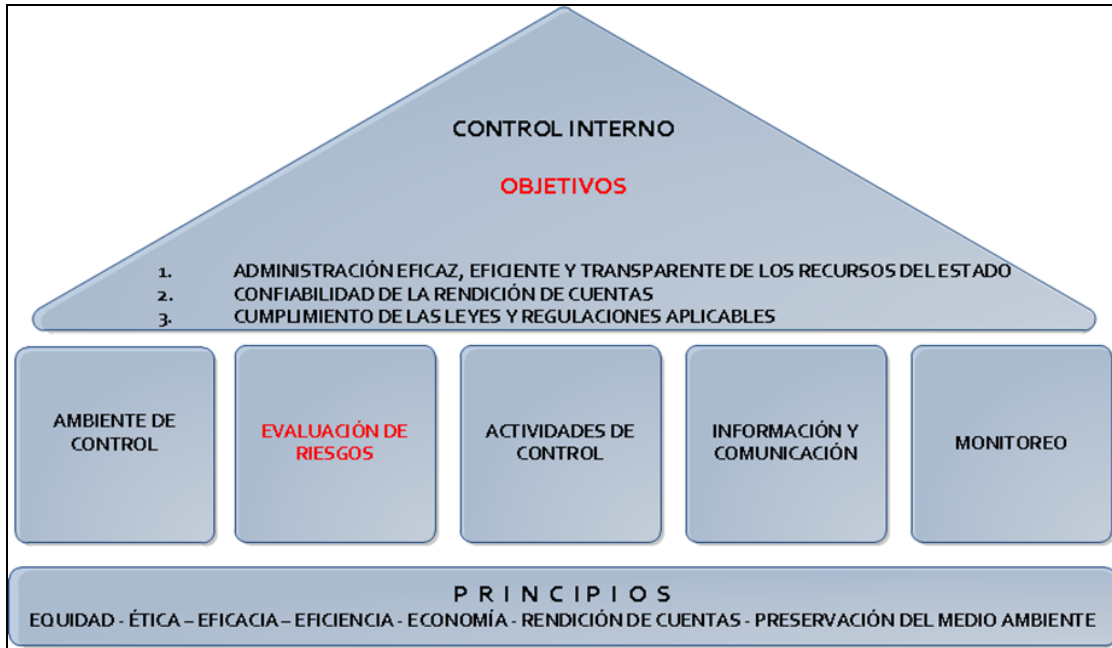 CONTROL INTERNO
OBJETIVOS
1. ADMINISTRACIÓN EFICAZ, EFICIENTE Y TRANSPARENTE DE LOS RECURSOS DEL ESTADO
2. CONFIABILIDAD DE LA RENDICIÓN DE CUENTAS
3. CUMPLIMIENTO DE LAS LEYES Y REGULACIONES APLICABLES
AMBIENTE DE
CONTROL
EVALUACIÓN DE
RIESGOS
ACTIVIDADES DE
CONTROL
INFORMACIÓN Y
COMUNICACIÓN
MONITOREO
PRINCIPIOS
EQUIDAD - ÉTICA – EFICACIA – EFICIENCIA - ECONOMÍA - RENDICIÓN DE CUENTAS - PRESERVACIÓN DEL MEDIO AMBIENTE